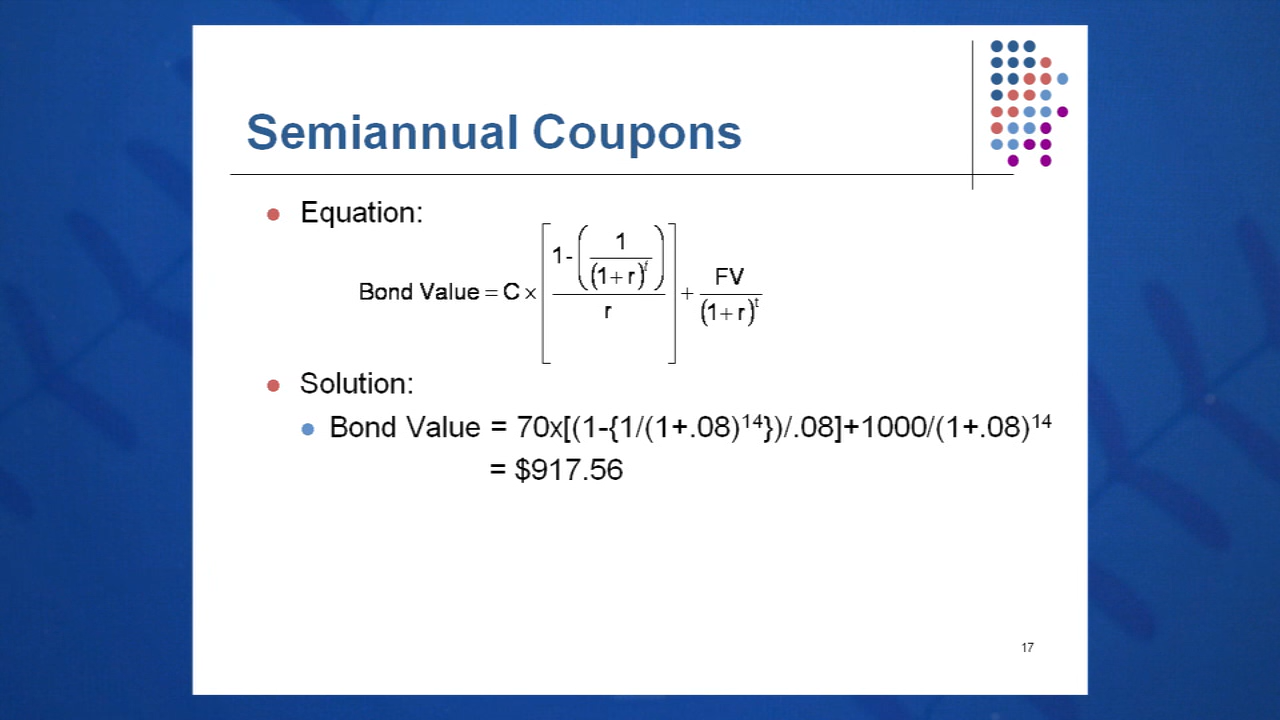 Semiannual Coupons
Equation:
Bond Value = C × [ (1 - (1 / (1 + r)^t)) / r ] + FV / (1 + r)^t
Solution:
Bond Value = 70x[(1-{1/(1+.08)¹⁴})/.08]+1000/(1+.08)¹⁴
= $917.56
17